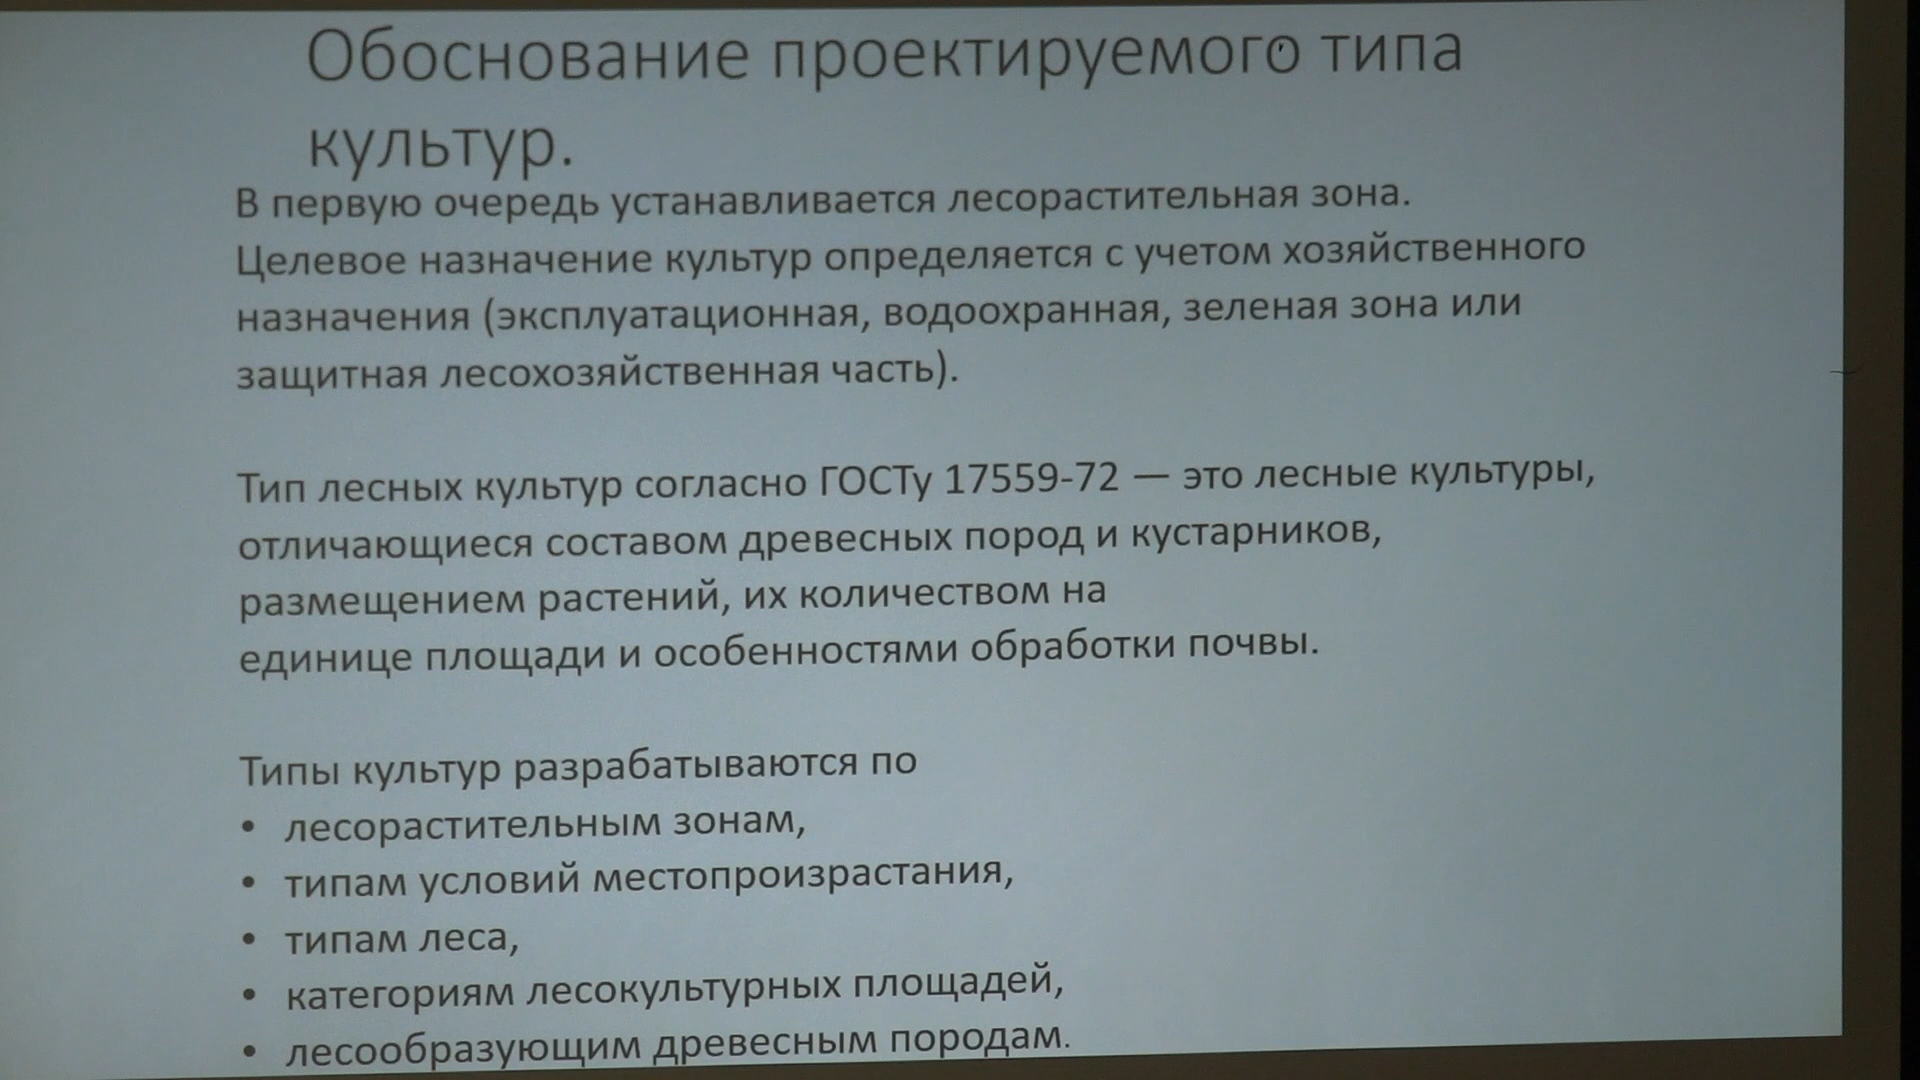 Обоснование проектируемого типа
культур.
В первую очередь устанавливается лесорастительная зона.
Целевое назначение культур определяется с учетом хозяйственного
назначения (эксплуатационная, водоохранная, зеленая зона или
защитная лесохозяйственная часть).
Тип лесных культур согласно ГОСТу 17559-72 — это лесные культуры,
отличающиеся составом древесных пород и кустарников,
размещением растений, их количеством на
единице площади и особенностями обработки почвы.
Типы культур разрабатываются по
• лесорастительным зонам,
• типам условий местопроизрастания,
• типам леса,
• категориям лесокультурных площадей,
• лесообразующим древесным породам.